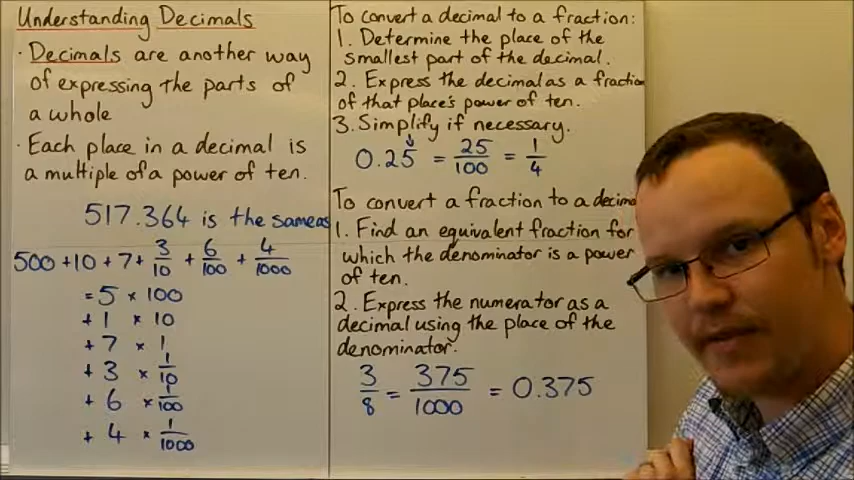 Understanding Decimals
· Decimals are another way
of expressing the parts of
a whole
· Each place in a decimal is
a multiple of a power of ten.
517.364 is the same as
500 + 10 + 7 + 3/10 + 6/100 + 4/1000
= 5 × 100
+ 1 × 10
+ 7 × 1
+ 3 × 1/10
+ 6 × 1/100
+ 4 × 1/1000
To convert a decimal to a fraction:
1. Determine the place of the
smallest part of the decimal.
2. Express the decimal as a fraction
of that place's power of ten.
3. Simplify if necessary.
0.25 = 25/100 = 1/4
To convert a fraction to a decima
1. Find an equivalent fraction for
which the denominator is a power
of ten.
2. Express the numerator as a
decimal using the place of the
denominator.
3/8 = 375/1000 = 0.375